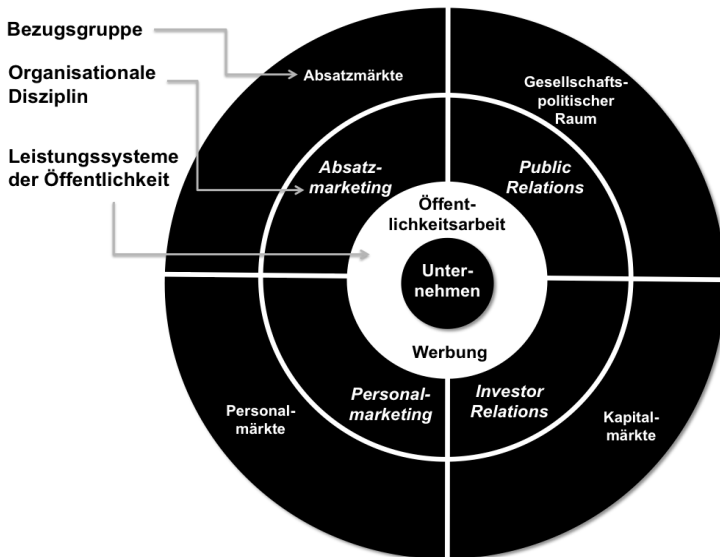 Bezugsgruppe
Organisationale
Disziplin
Leistungssysteme
der Öffentlichkeit
Absatzmärkte
Gesellschafts-
politischer
Raum
Absatz-
marketing
Public
Relations
Öffent-
lichkeitsarbeit
Unter-
nehmen
Werbung
Personal-
marketing
Investor
Relations
Personal-
märkte
Kapital-
märkte